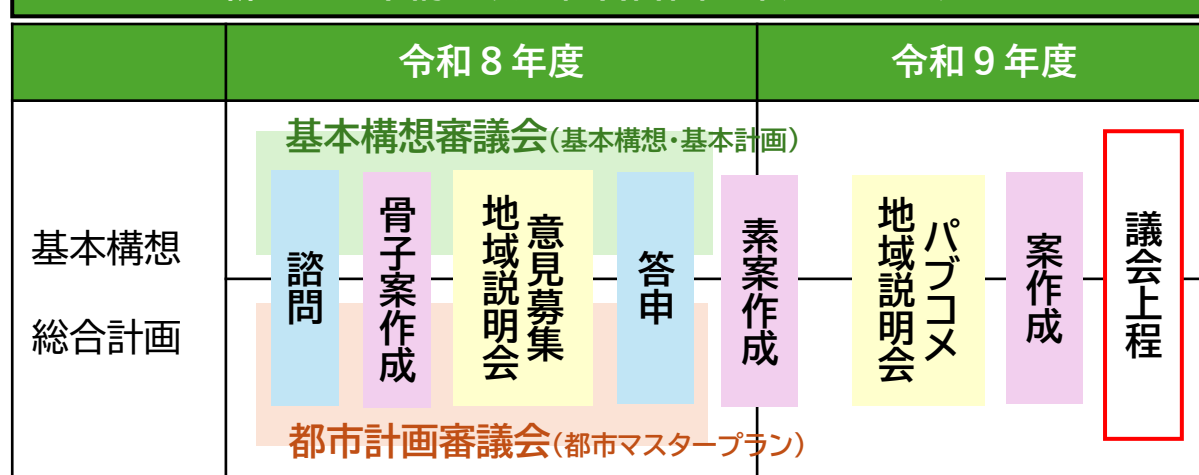 令和８年度
令和９年度
基本構想
総合計画
基本構想審議会(基本構想・基本計画)
諮問
骨子案作成
意見募集
地域説明会
答申
素案作成
パブコメ
地域説明会
案作成
議会上程
都市計画審議会(都市マスタープラン)